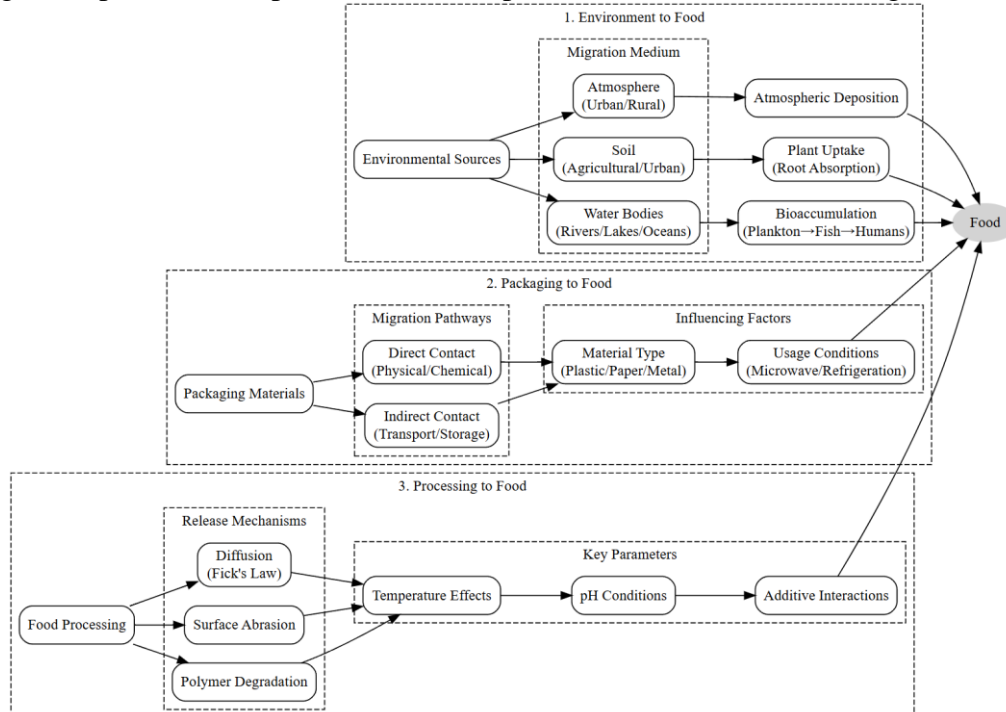 1. Environment to Food
Migration Medium
Atmosphere
(Urban/Rural)
Atmospheric Deposition
Environmental Sources
Soil
(Agricultural/Urban)
Plant Uptake
(Root Absorption)
Water Bodies
(Rivers/Lakes/Oceans)
Bioaccumulation
(Plankton→Fish→Humans)
Food
2. Packaging to Food
Migration Pathways
Influencing Factors
Direct Contact
(Physical/Chemical)
Material Type
(Plastic/Paper/Metal)
Usage Conditions
(Microwave/Refrigeration)
Packaging Materials
Indirect Contact
(Transport/Storage)
3. Processing to Food
Release Mechanisms
Key Parameters
Diffusion
(Fick's Law)
Temperature Effects
pH Conditions
Additive Interactions
Food Processing
Surface Abrasion
Polymer Degradation